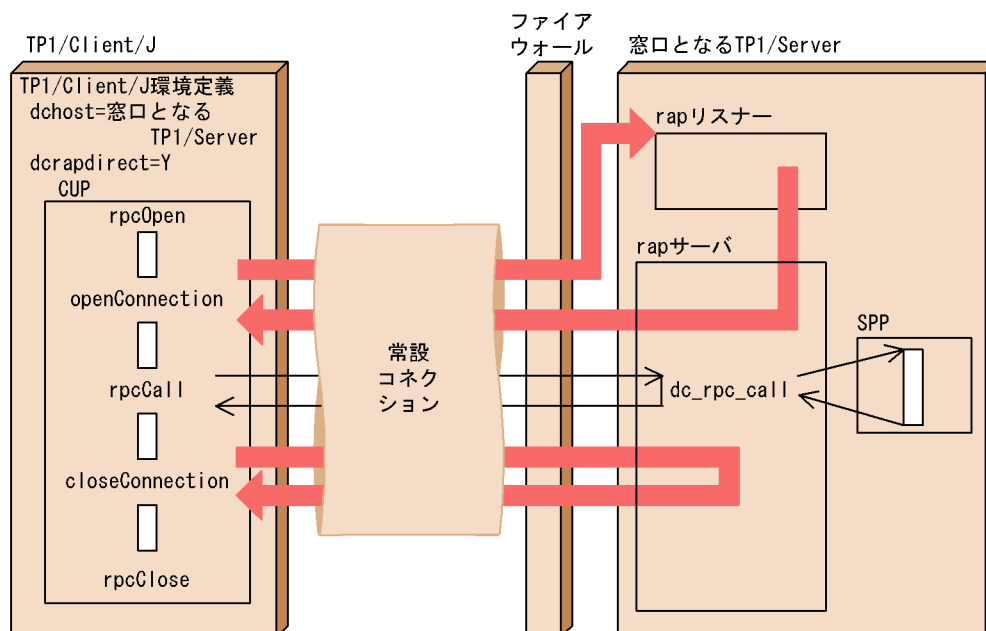 TP1/Client/J
TP1/Client/J環境定義
dchost=窓口となる
TP1/Server
dcrapdirect=Y
CUP
rpcOpen
openConnection
rpcCall
closeConnection
rpcClose
常設
コネク
ション
ファイア
ウォール
窓口となるTP1/Server
rapリスナー
rapサーバ
dc_rpc_call
SPP